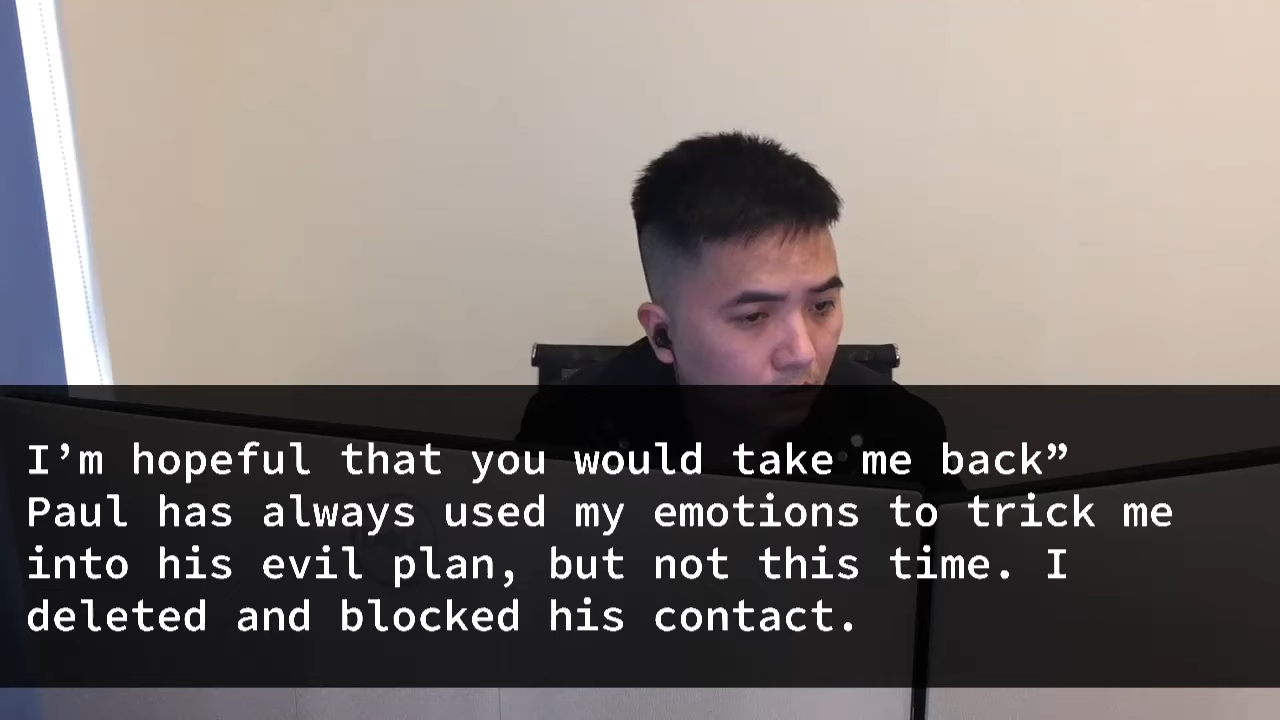 I’m hopeful that you would take me back”
Paul has always used my emotions to trick me
into his evil plan, but not this time. I
deleted and blocked his contact.